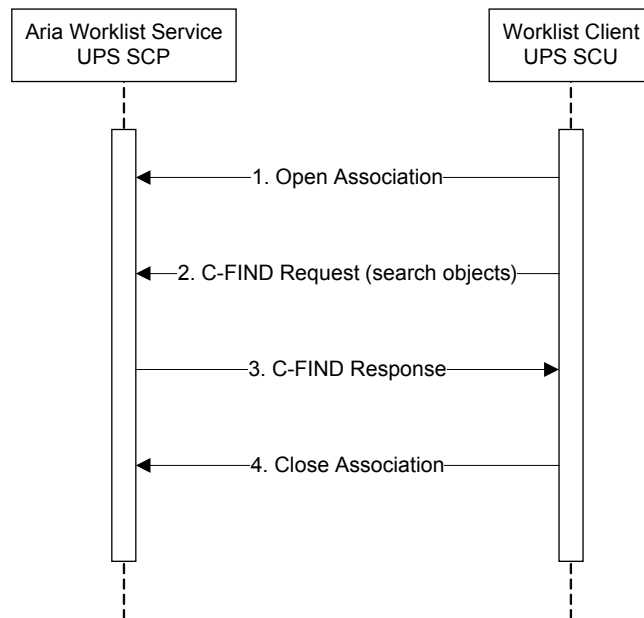 Aria Worklist Service
UPS SCP
Worklist Client
UPS SCU
1. Open Association
2. C-FIND Request (search objects)
3. C-FIND Response
4. Close Association